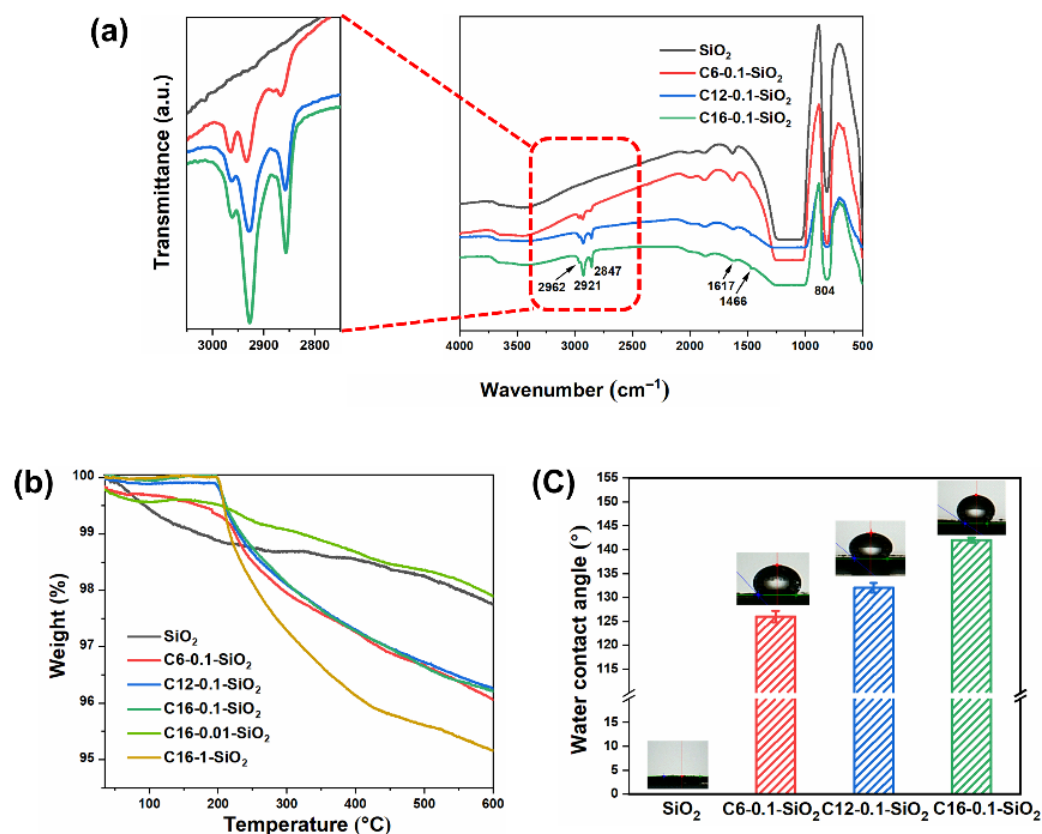 (a)
Transmittance (a.u.)
3050 2900 2850 2800
SiO₂
C6-0.1-SiO₂
C12-0.1-SiO₂
C16-0.1-SiO₂
2962
2921
2847
1617
1466
804
4000 3500 3000 2500 2000 1500 1000 500
Wavenumber (cm⁻¹)
(b)
Weight (%)
100
99
98
97
96
95
SiO₂
C6-0.1-SiO₂
C12-0.1-SiO₂
C16-0.1-SiO₂
C16-0.01-SiO₂
C16-1-SiO₂
100 200 300 400 500 600
Temperature (°C)
(C)
Water contact angle (°)
155
150
145
140
135
130
125
120
115
15
10
5
0
SiO₂ C6-0.1-SiO₂ C12-0.1-SiO₂ C16-0.1-SiO₂